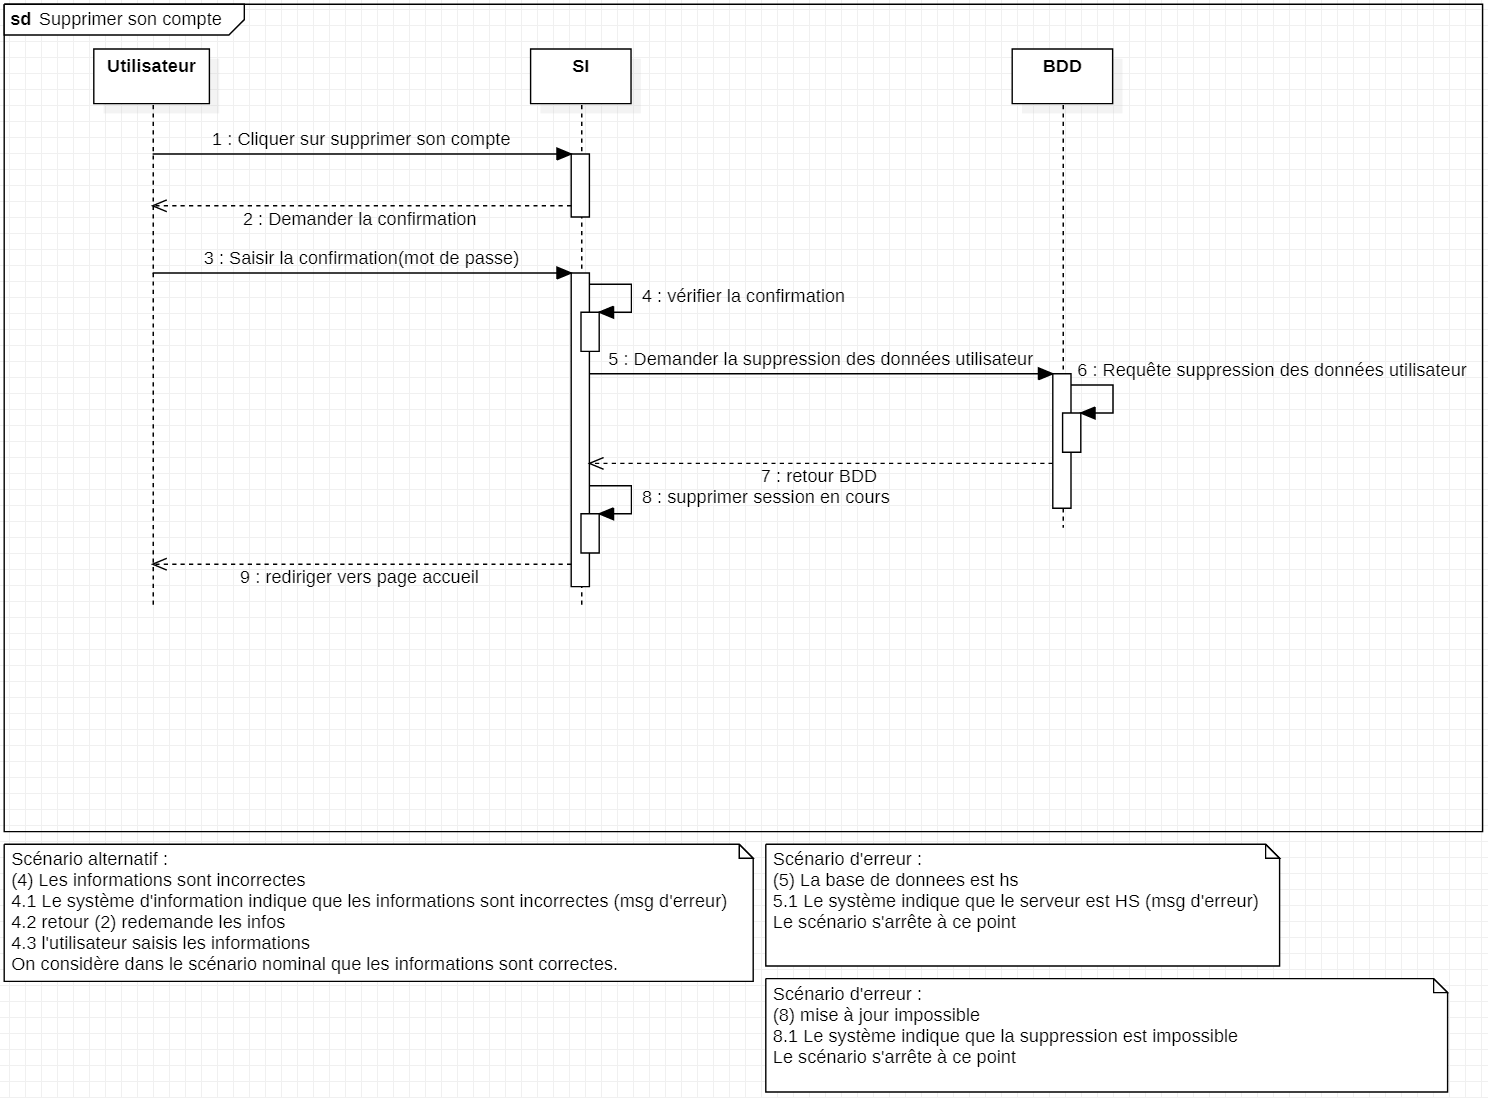 sd Supprimer son compte
Utilisateur
SI
BDD
1 : Cliquer sur supprimer son compte
2 : Demander la confirmation
3 : Saisir la confirmation(mot de passe)
4 : vérifier la confirmation
5 : Demander la suppression des données utilisateur
6 : Requête suppression des données utilisateur
7 : retour BDD
8 : supprimer session en cours
9 : rediriger vers page accueil
Scénario alternatif :
(4) Les informations sont incorrectes
4.1 Le système d'information indique que les informations sont incorrectes (msg d'erreur)
4.2 retour (2) redemande les infos
4.3 l'utilisateur saisis les informations
On considère dans le scénario nominal que les informations sont correctes.
Scénario d'erreur :
(5) La base de donnees est hs
5.1 Le système indique que le serveur est HS (msg d'erreur)
Le scénario s'arrête à ce point
Scénario d'erreur :
(8) mise à jour impossible
8.1 Le système indique que la suppression est impossible
Le scénario s'arrête à ce point